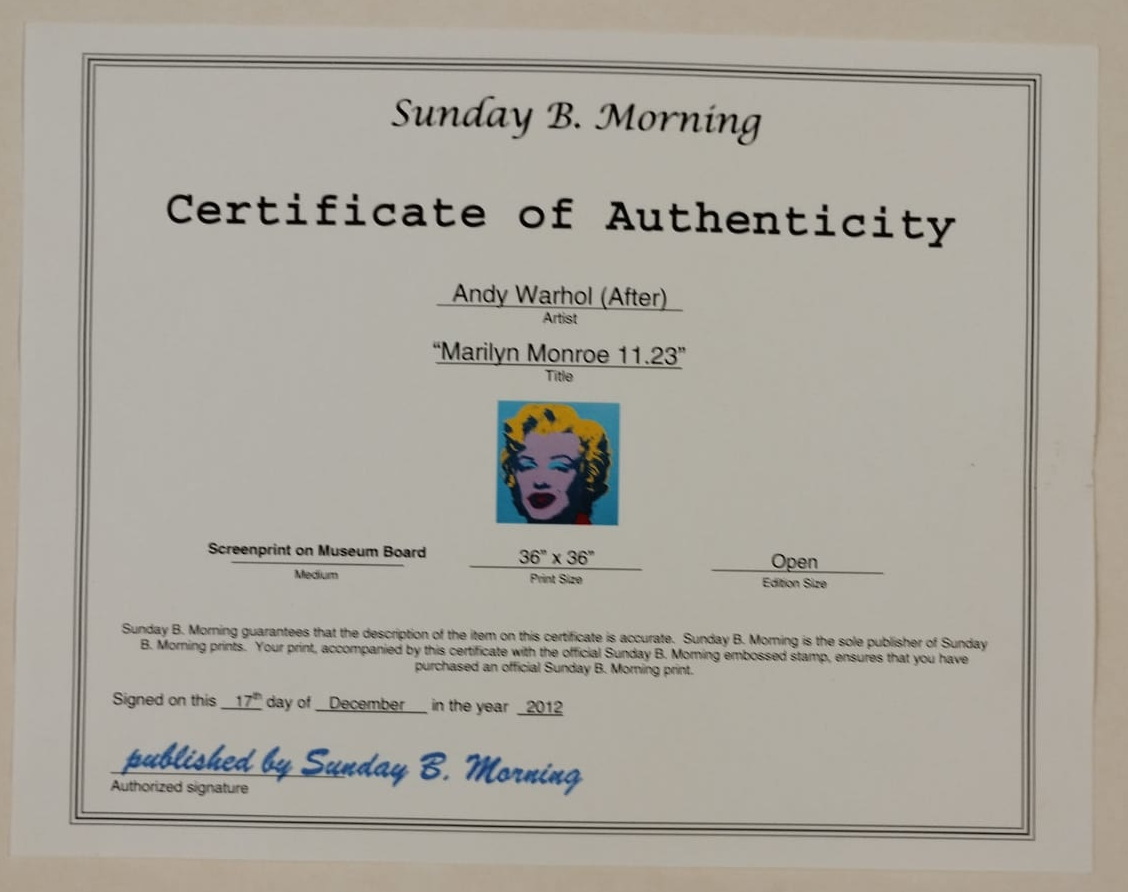 Sunday B. Morning
Certificate of Authenticity
Andy Warhol (After)
Artist
“Marilyn Monroe 11.23”
Title
Screenprint on Museum Board
Medium
36” x 36”
Print Size
Open
Edition Size
Sunday B. Morning guarantees that the description of the item on this certificate is accurate. Sunday B. Morning is the sole publisher of Sunday
B. Morning prints. Your print, accompanied by this certificate with the official Sunday B. Morning embossed stamp, ensures that you have
purchased an official Sunday B. Morning print.
Signed on this 17th day of December in the year 2012
published by Sunday B. Morning
Authorized signature